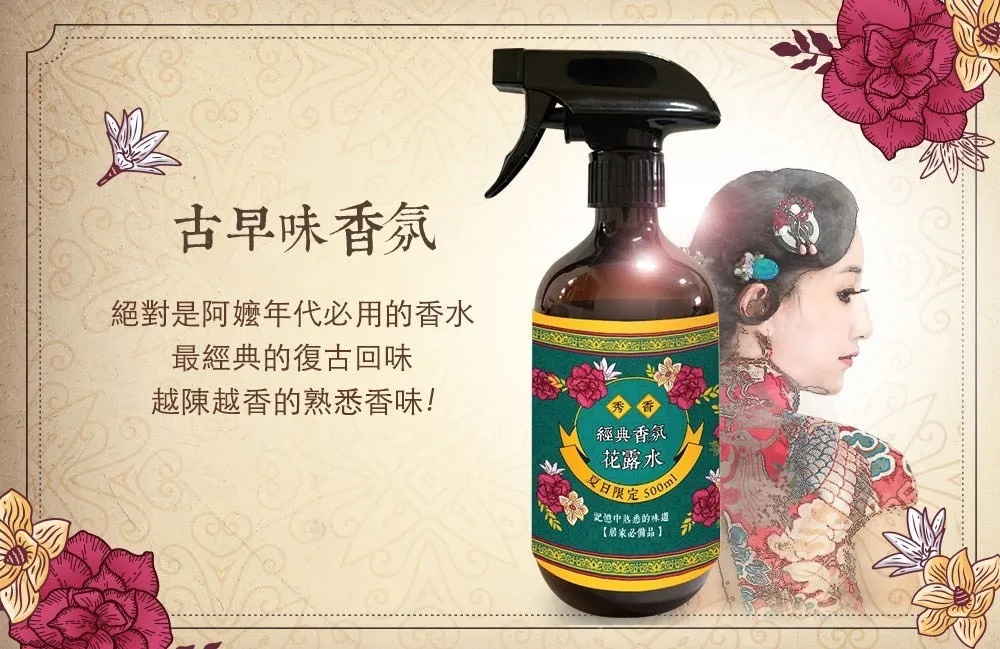 古早味香氛
絕對是阿嬤年代必用的香水
最經典的復古回味
越陳越香的熟悉香味!
秀香
經典香氛
花露水
夏日限定 500ml
記憶中熟悉的味道
【居家必備品】